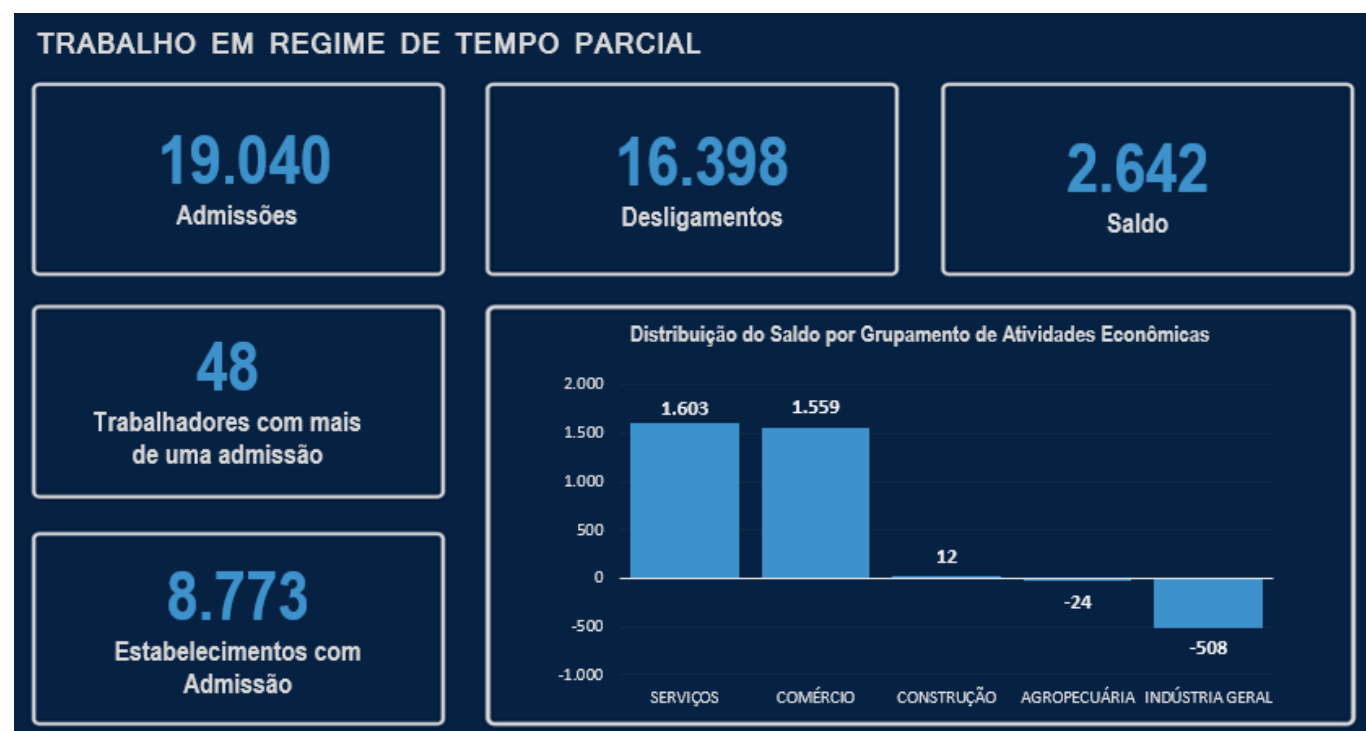 TRABALHO EM REGIME DE TEMPO PARCIAL
19.040
Admissões
16.398
Desligamentos
2.642
Saldo
48
Trabalhadores com mais
de uma admissão
8.773
Estabelecimentos com
Admissão
Distribuição do Saldo por Grupamento de Atividades Econômicas
2.000
1.500
1.000
500
0
-500
-1.000
1.603
1.559
12
-24
-508
SERVIÇOS
COMÉRCIO
CONSTRUÇÃO
AGROPECUÁRIA
INDÚSTRIA GERAL